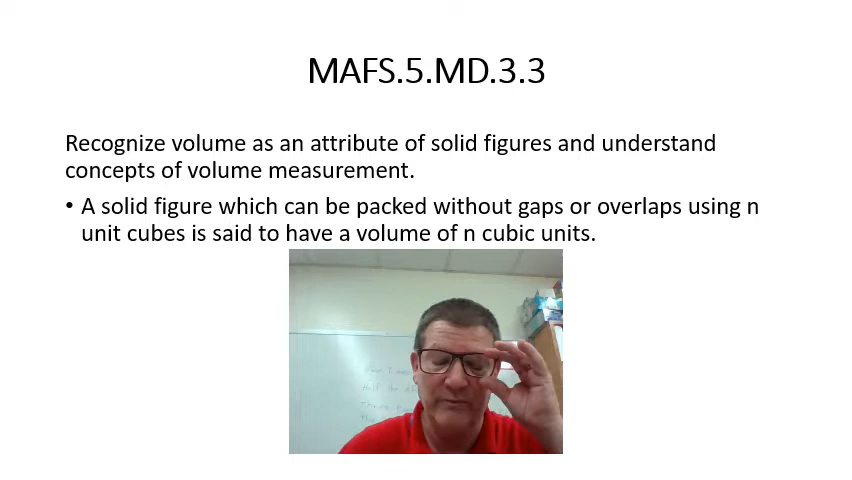 MAFS.5.MD.3.3
Recognize volume as an attribute of solid figures and understand
concepts of volume measurement.
• A solid figure which can be packed without gaps or overlaps using n
unit cubes is said to have a volume of n cubic units.